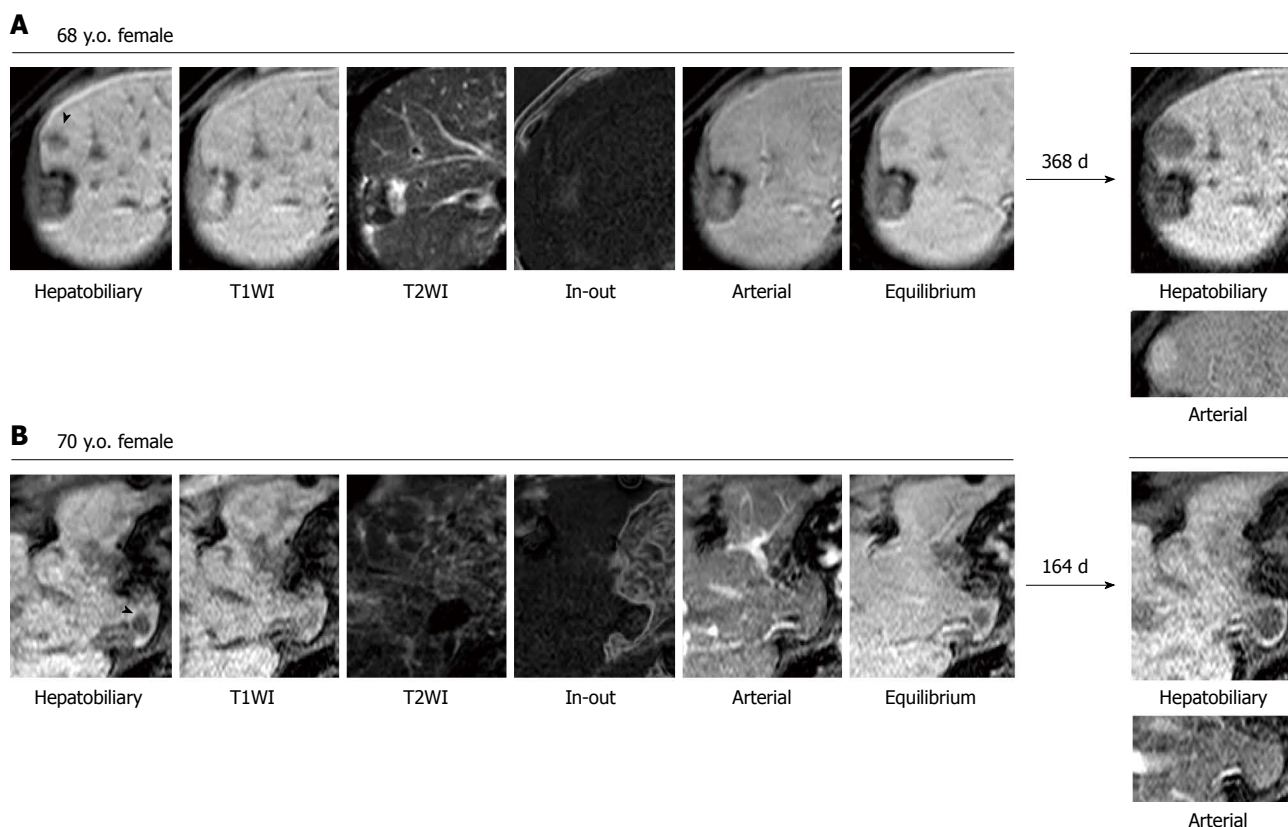 A 68 y.o. female
Hepatobiliary T1WI T2WI In-out Arterial Equilibrium
368 d
Hepatobiliary
Arterial
B 70 y.o. female
Hepatobiliary T1WI T2WI In-out Arterial Equilibrium
164 d
Hepatobiliary
Arterial